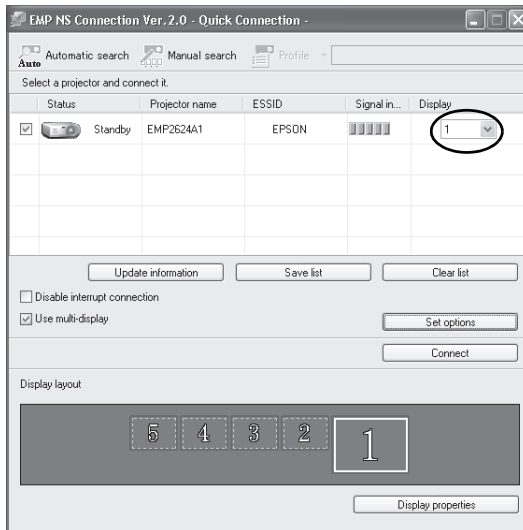 EMP NS Connection Ver. 2.0 - Quick Connection -
Auto Automatic search Manual search Profile
Select a projector and connect it.
Status Projector name ESSID Signal in... Display
Standby EMP2624A1 EPSON 1
Update information Save list Clear list
Disable interrupt connection
Use multi-display
Set options
Connect
Display layout
5 4 3 2 1
Display properties